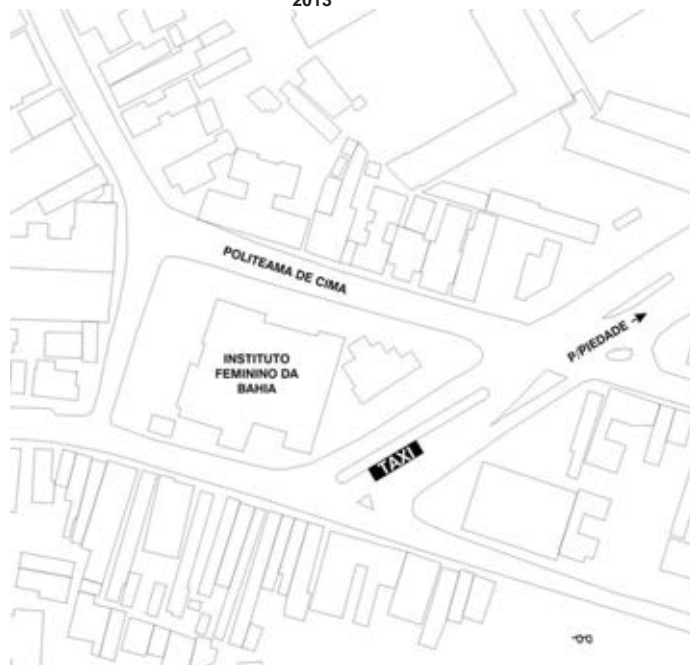 2013
POLITEAMA DE CIMA
P/PIEDADE
INSTITUTO
FEMININO DA
BAHIA
TAXI